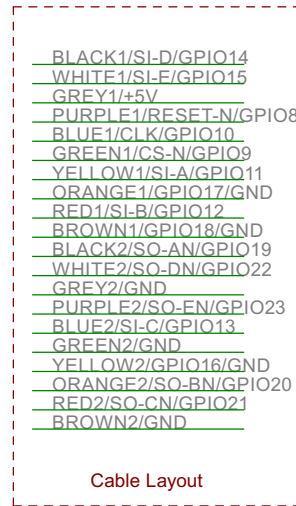 BLACK1/SI-D/GPIO14
WHITE1/SI-E/GPIO15
GREY1/+5V
PURPLE1/RESET-N/GPIO8
BLUE1/CLK/GPIO10
GREEN1/CS-N/GPIO9
YELLOW1/SI-A/GPIO11
ORANGE1/GPIO17/GND
RED1/SI-B/GPIO12
BROWN1/GPIO18/GND
BLACK2/SO-AN/GPIO19
WHITE2/SO-DN/GPIO22
GREY2/GND
PURPLE2/SO-EN/GPIO23
BLUE2/SI-C/GPIO13
GREEN2/GND
YELLOW2/GPIO16/GND
ORANGE2/SO-BN/GPIO20
RED2/SO-CN/GPIO21
BROWN2/GND
Cable Layout